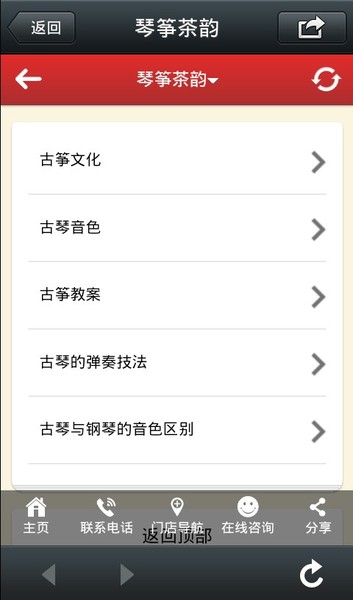 返回
琴筝茶韵
琴筝茶韵
古筝文化
古琴音色
古筝教案
古琴的弹奏技法
古琴与钢琴的音色区别
主页
联系电话
门店导航
在线咨询
分享
返回顶部